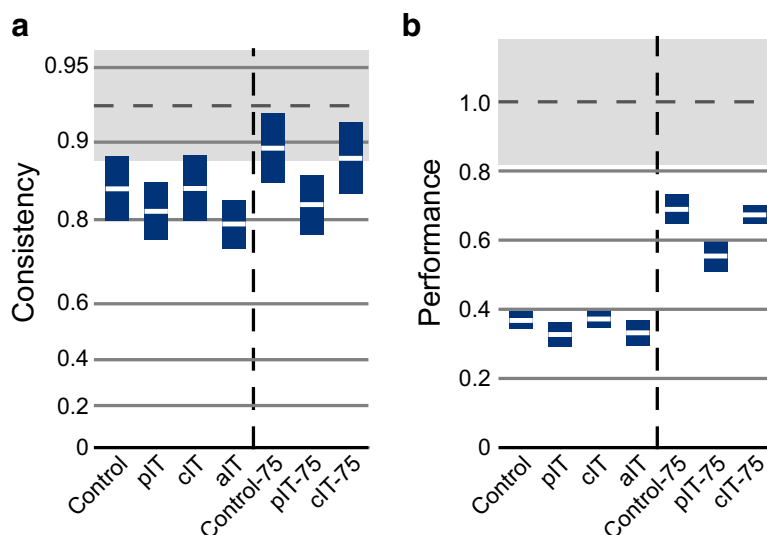 a
b
0.95
0.9
0.8
0.6
0.4
0.2
0
Consistency
Control
pIT
cIT
aIT
Control-75
pIT-75
cIT-75
1.0
0.8
0.6
0.4
0.2
0
Performance
Control
pIT
cIT
aIT
Control-75
pIT-75
cIT-75